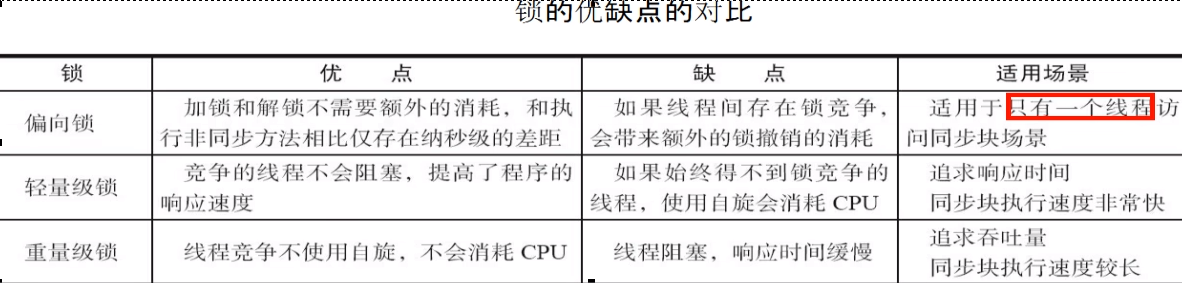 锁的优缺点的对比
锁 优 点 缺 点 适用场景
偏向锁
加锁和解锁不需要额外的消耗，和执
行非同步方法相比仅存在纳秒级的差距
如果线程间存在锁竞争，
会带来额外的锁撤销的消耗
适用于只有一个线程访
问同步块场景
轻量级锁
竞争的线程不会阻塞，提高了程序的
响应速度
如果始终得不到锁竞争的
线程，使用自旋会消耗 CPU
追求响应时间
同步块执行速度非常快
重量级锁
线程竞争不使用自旋，不会消耗 CPU
线程阻塞，响应时间缓慢
追求吞吐量
同步块执行速度较长